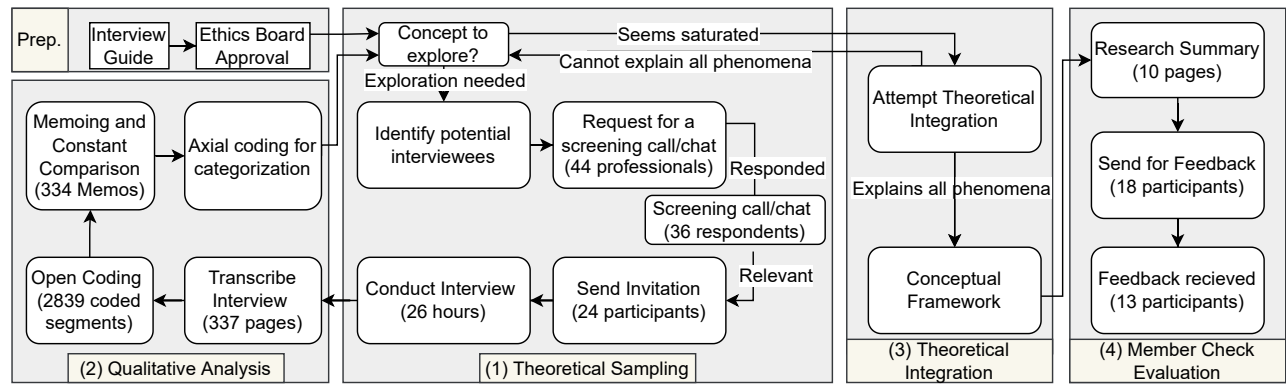 Prep.
Interview
Guide
Ethics Board
Approval
Concept to
explore?
Seems saturated
Cannot explain all phenomena
Exploration needed
Identify potential
interviewees
Request for a
screening call/chat
(44 professionals)
Responded
Screening call/chat
(36 respondents)
Relevant
Send Invitation
(24 participants)
Conduct Interview
(26 hours)
(1) Theoretical Sampling
Memoing and
Constant
Comparison
(334 Memos)
Axial coding for
categorization
Open Coding
(2839 coded
segments)
Transcribe
Interview
(337 pages)
(2) Qualitative Analysis
Attempt Theoretical
Integration
Explains all phenomena
Conceptual
Framework
(3) Theoretical
Integration
Research Summary
(10 pages)
Send for Feedback
(18 participants)
Feedback recieved
(13 participants)
(4) Member Check
Evaluation